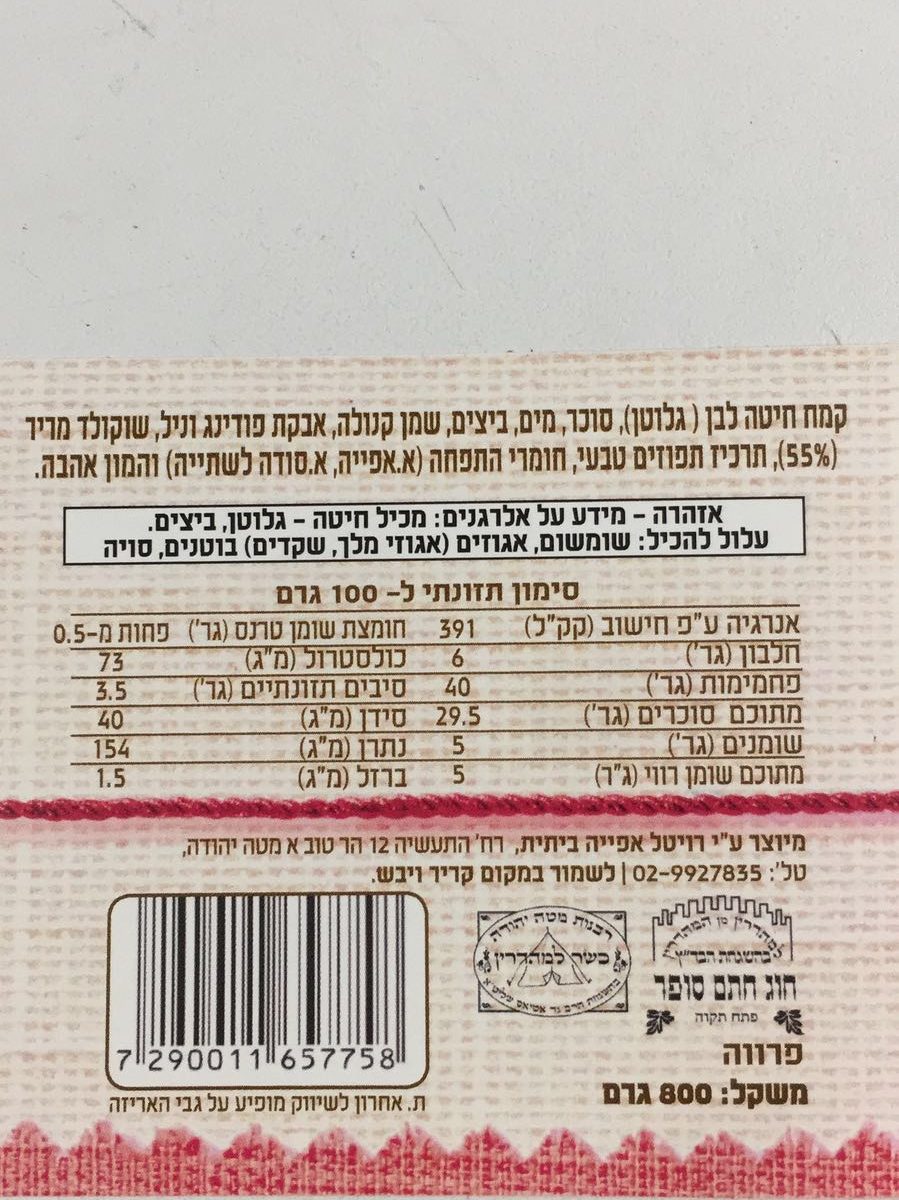 קמח חיטה לבן ( גלוטן), סוכר, מים, ביצים, שמן קנולה, אבקת פודינג וניל, שוקולד מריר
(55%), תרכיז תפוזים טבעי, חומרי התפחה (א.אפייה, א.סודה לשתייה) והמון אהבה.
אזהרה – מידע על אלרגנים: מכיל חיטה – גלוטן, ביצים.
עלול להכיל: שומשום, אגוזים (אגוזי מלך, שקדים) בוטנים, סויה
סימון תזונתי ל- 100 גרם
אנרגיה ע"פ חישוב (קק"ל) 391 חומצת שומן טרנס (גר') פחות מ-0.5
חלבון (גר') 6 כולסטרול (מ"ג) 73
פחמימות (גר') 40 סיבים תזונתיים (גר') 3.5
מתוכם סוכרים (גר') 29.5 סידן (מ"ג) 40
שומנים (גר') 5 נתרן (מ"ג) 154
מתוכם שומן רווי (ג"ר) 5 ברזל (מ"ג) 1.5
מיוצר ע"י רויטל אפייה ביתית, רח' התעשיה 12 הר טוב א מטה יהודה,
טל': 02-9927835 | לשמור במקום קריר ויבש.
למהדרין מן המהדרין
בהשגחת הבד"ץ
חוג חתם סופר
פתח תקוה
רבנות מטה יהודה
כשר למהדרין
פרווה
משקל: 800 גרם
7 290011 657758
ת. אחרון לשיווק מופיע על גבי האריזה